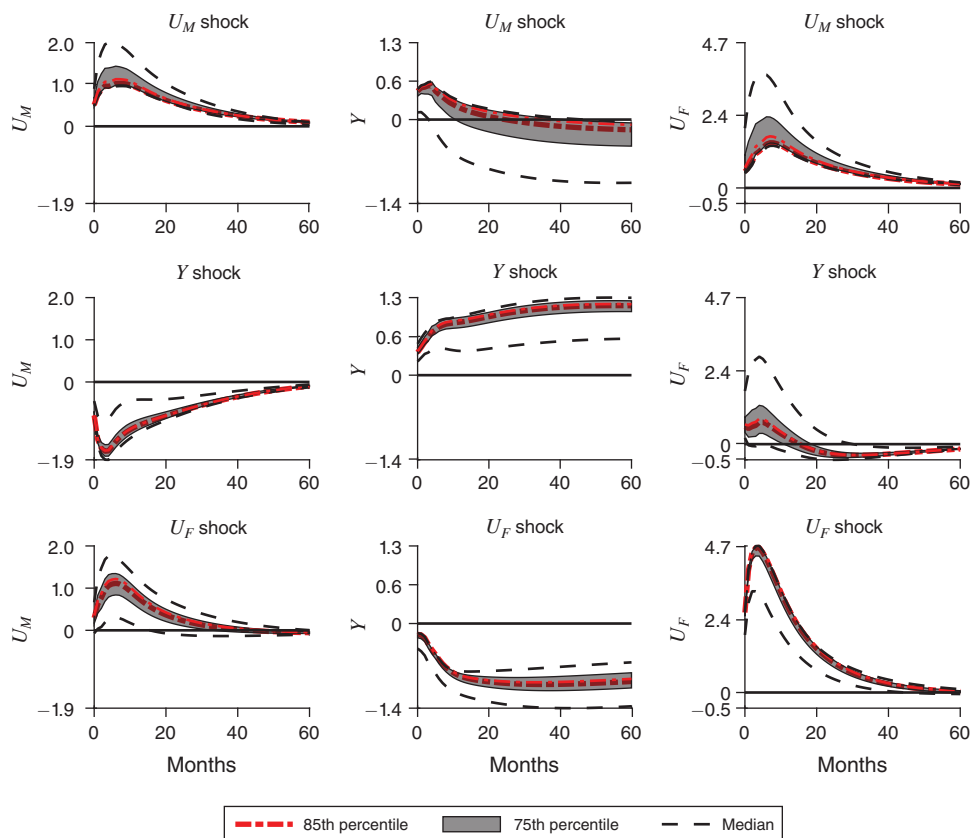 U_M shock U_M shock U_M shock
2.0 1.3 4.7
1.0 0.6 2.4
0 0 0
−1.9 −1.4 −0.5
U_M Y U_F
0 20 40 60 0 20 40 60 0 20 40 60
Y shock Y shock Y shock
2.0 1.3 4.7
1.0 0.6 2.4
0 0 0
−1.9 −1.4 −0.5
U_M Y U_F
0 20 40 60 0 20 40 60 0 20 40 60
U_F shock U_F shock U_F shock
2.0 1.3 4.7
1.0 0.6 2.4
0 0 0
−1.9 −1.4 −0.5
U_M Y U_F
0 20 40 60 0 20 40 60 0 20 40 60
Months Months Months
85th percentile 75th percentile Median